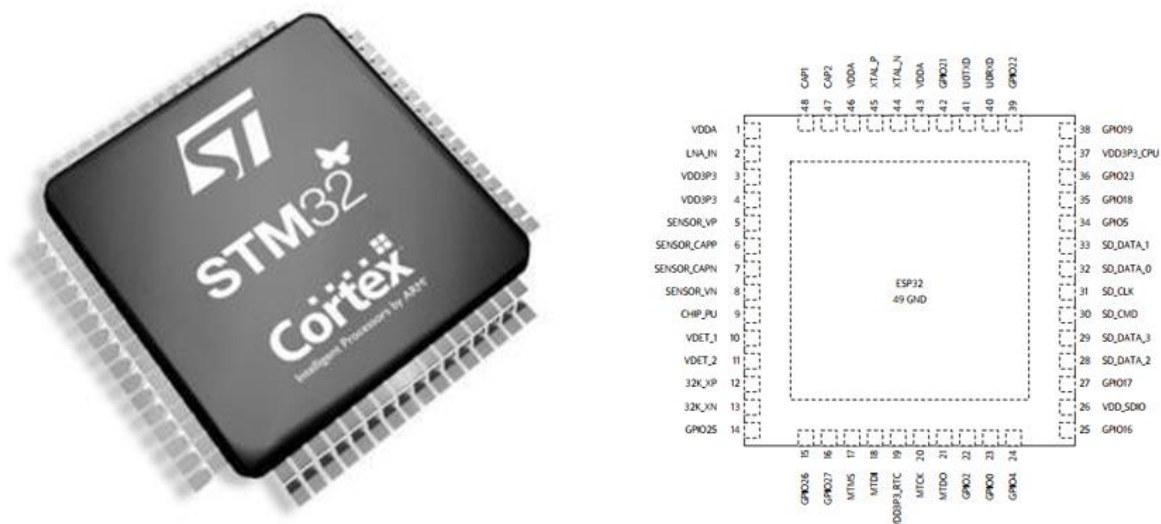 ST
STM32
Cortex
Intelligent Processors by ARM®
CAP1
CAP2
VDDA
XTAL_P
XTAL_N
VDDA
GPIO21
U0TXD
U0RXD
GPIO22
48
47
46
45
44
43
42
41
40
39
VDDA 1
LNA_IN 2
VDD3P3 3
VDD3P3 4
SENSOR_VP 5
SENSOR_CAPP 6
SENSOR_CAPN 7
SENSOR_VN 8
CHIP_PU 9
VDET_1 10
VDET_2 11
32K_XP 12
32K_XN 13
GPIO25 14
ESP32
49 GND
38 GPIO19
37 VDD3P3_CPU
36 GPIO23
35 GPIO18
34 GPIO5
33 SD_DATA_1
32 SD_DATA_0
31 SD_CLK
30 SD_CMD
29 SD_DATA_3
28 SD_DATA_2
27 GPIO17
26 VDD_SDIO
25 GPIO16
15
16
17
18
19
20
21
22
23
24
GPIO26
GPIO27
MTMS
MTDI
DD3P3_RTC
MTCK
MTDO
GPIO2
GPIO0
GPIO4